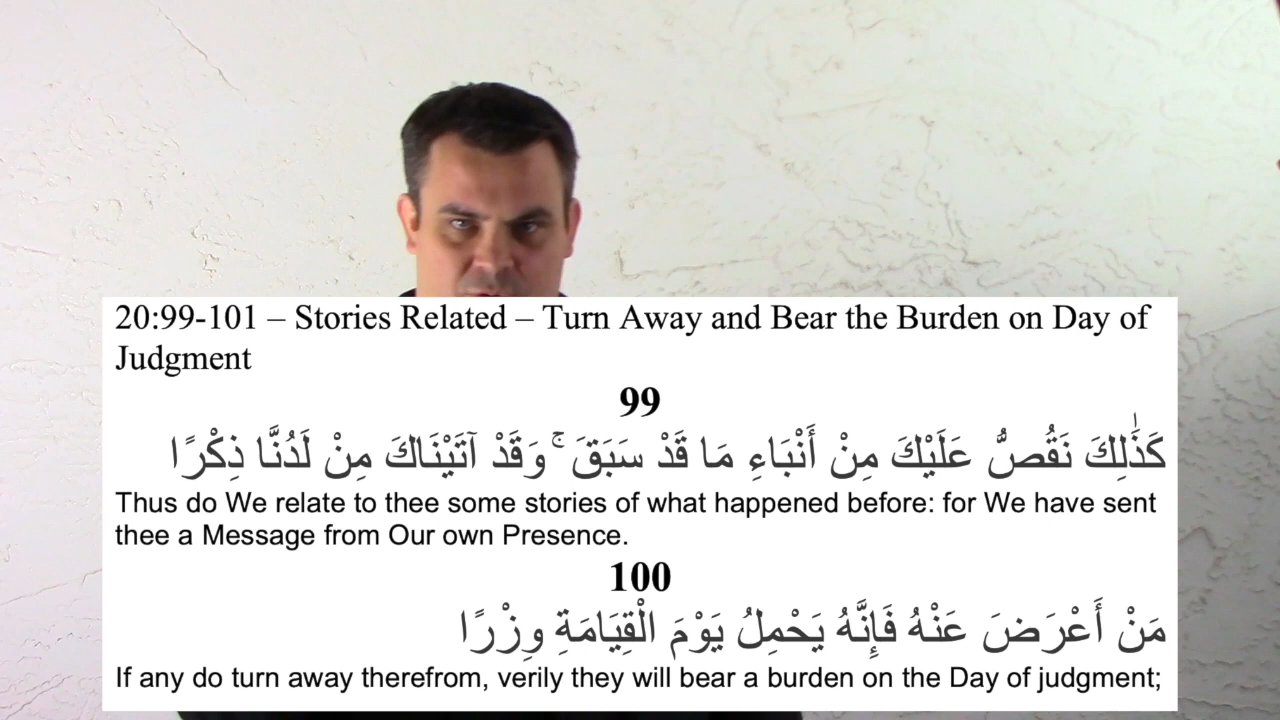 20:99-101 – Stories Related – Turn Away and Bear the Burden on Day of
Judgment
99
كَذَٰلِكَ نَقُصُّ عَلَيْكَ مِنْ أَنْبَاءِ مَا قَدْ سَبَقَ ۚ وَقَدْ آتَيْنَاكَ مِنْ لَدُنَّا ذِكْرًا
Thus do We relate to thee some stories of what happened before: for We have sent
thee a Message from Our own Presence.
100
مَنْ أَعْرَضَ عَنْهُ فَإِنَّهُ يَحْمِلُ يَوْمَ الْقِيَامَةِ وِزْرًا
If any do turn away therefrom, verily they will bear a burden on the Day of judgment;